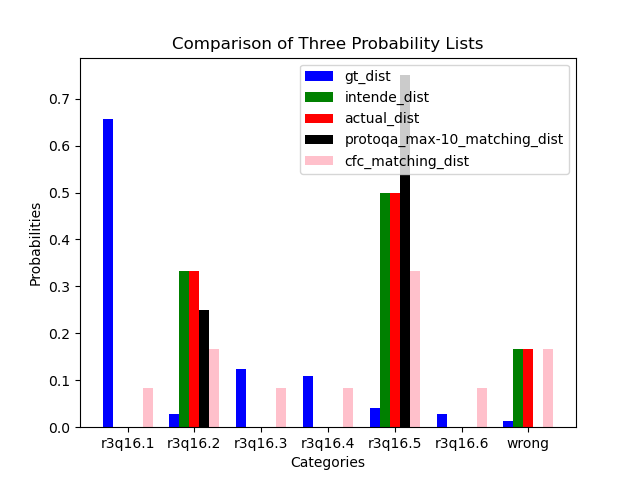 Comparison of Three Probability Lists
gt_dist
intende_dist
actual_dist
protoqa_max-10_matching_dist
cfc_matching_dist
Probabilities
0.7
0.6
0.5
0.4
0.3
0.2
0.1
0.0
r3q16.1 r3q16.2 r3q16.3 r3q16.4 r3q16.5 r3q16.6 wrong
Categories